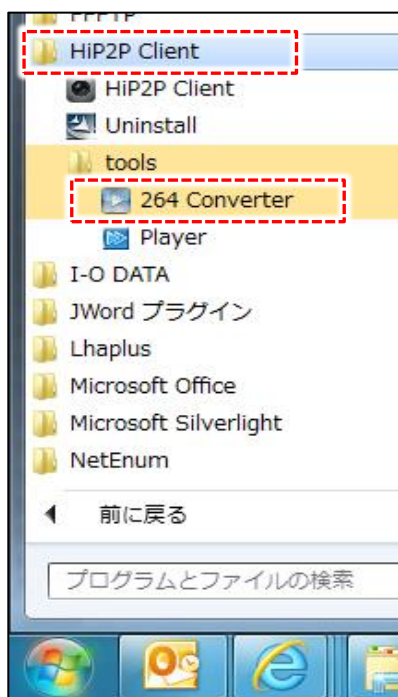 HiP2P Client
HiP2P Client
Uninstall
tools
264 Converter
Player
I-O DATA
JWord プラグイン
Lhaplus
Microsoft Office
Microsoft Silverlight
NetEnum
前に戻る
プログラムとファイルの検索